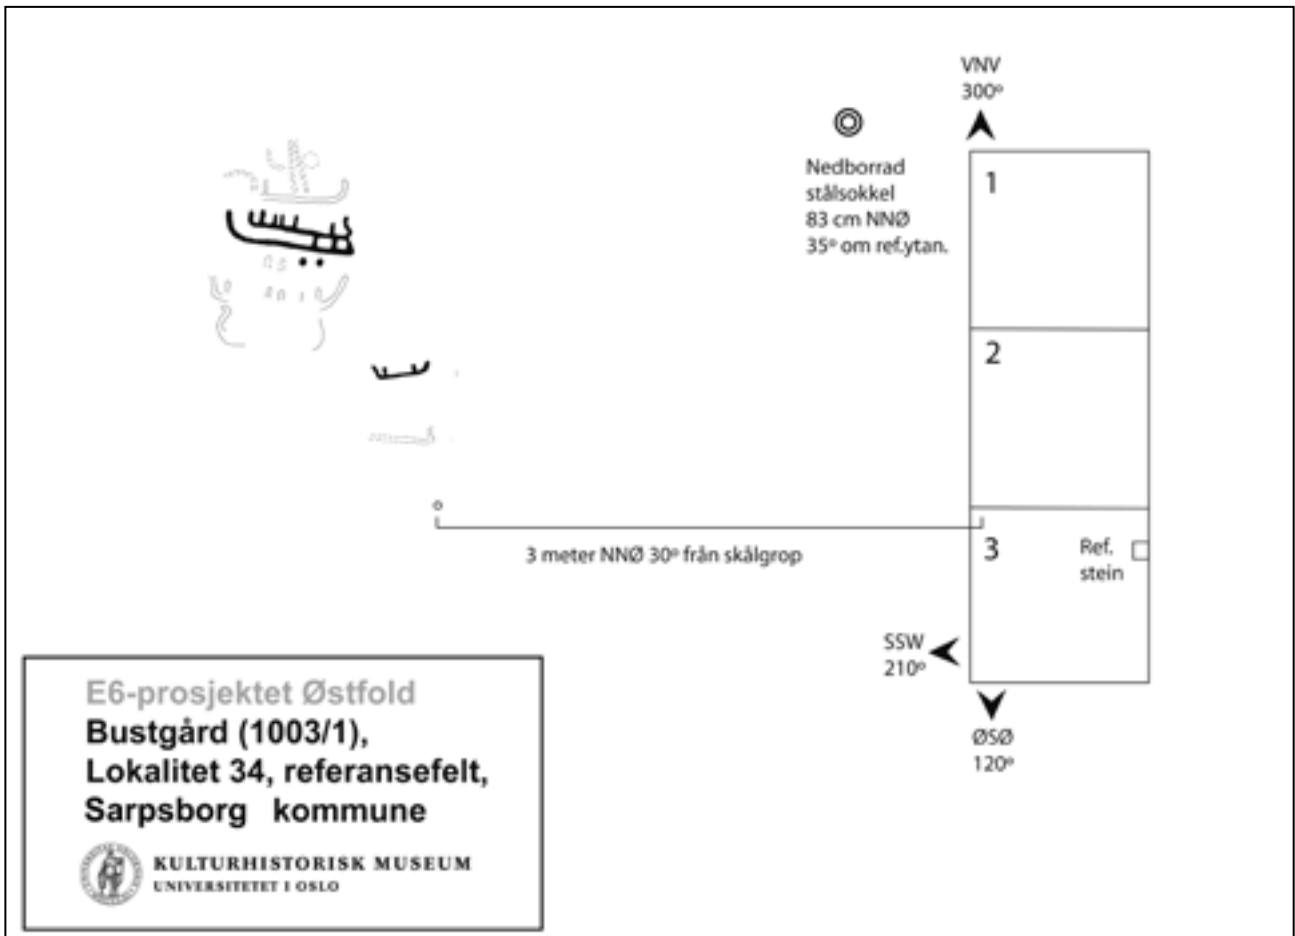 VNV
300º
Nedborrad
stålsokkel
83 cm NNØ
35º om ref.ytan.
1
2
3
Ref.
stein
3 meter NNØ 30º från skålgrop
SSW
210º
ØSØ
120º
E6-prosjektet Østfold
Bustgård (1003/1),
Lokalitet 34, referansefelt,
Sarpsborg kommune
KULTURHISTORISK MUSEUM
UNIVERSITETET I OSLO